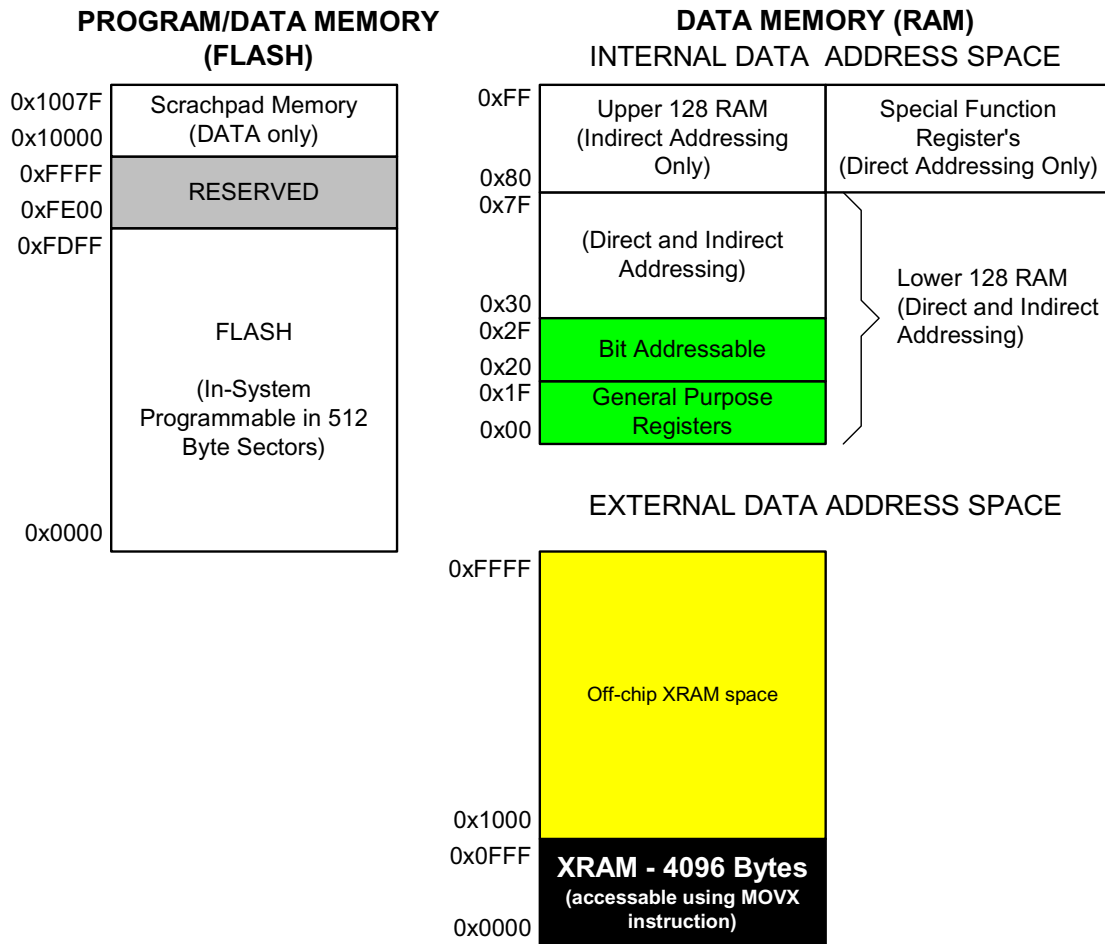 PROGRAM/DATA MEMORY
(FLASH)
0x1007F
Scrachpad Memory
(DATA only)
0x10000
0xFFFF
RESERVED
0xFE00
0xFDFF
FLASH
(In-System
Programmable in 512
Byte Sectors)
0x0000
DATA MEMORY (RAM)
INTERNAL DATA ADDRESS SPACE
0xFF
Upper 128 RAM
(Indirect Addressing
Only)
0x80
Special Function
Register's
(Direct Addressing Only)
0x7F
(Direct and Indirect
Addressing)
0x30
0x2F
Bit Addressable
0x20
0x1F
General Purpose
Registers
0x00
Lower 128 RAM
(Direct and Indirect
Addressing)
EXTERNAL DATA ADDRESS SPACE
0xFFFF
Off-chip XRAM space
0x1000
0x0FFF
XRAM - 4096 Bytes
(accessable using MOVX
instruction)
0x0000